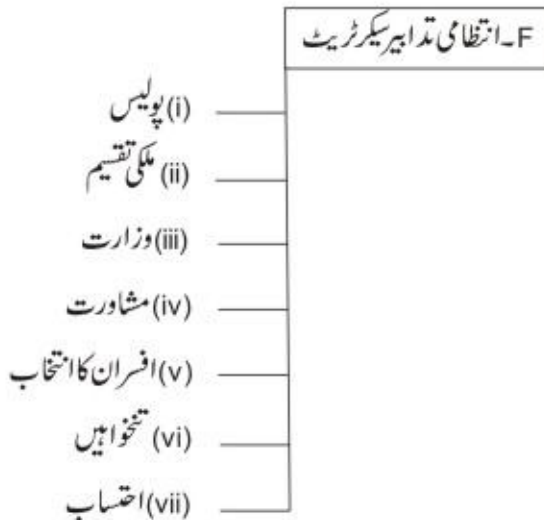 F۔انتظامی تدابیر سیکرٹریٹ
(i) پولیس
(ii) ملکی تقسیم
(iii) وزارت
(iv) مشاورت
(v) افسران کا انتخاب
(vi) تنخواہیں
(vii) احتساب